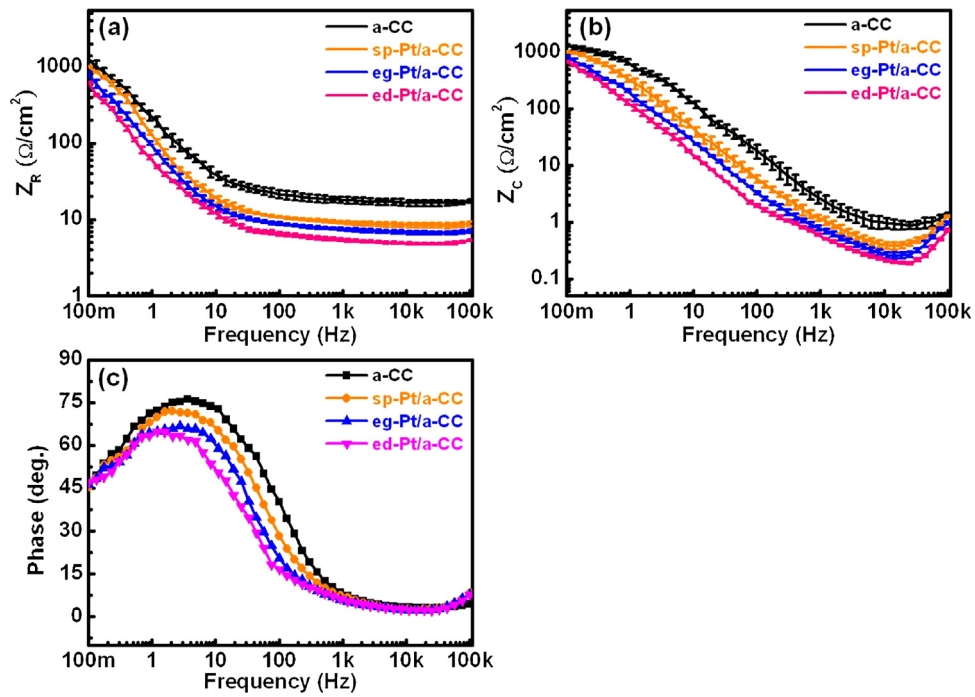 (a)
a-CC
sp-Pt/a-CC
eg-Pt/a-CC
ed-Pt/a-CC
Z_R (Ω/cm²)
1000
100
10
1
100m 1 10 100 1k 10k 100k
Frequency (Hz)
(b)
a-CC
sp-Pt/a-CC
eg-Pt/a-CC
ed-Pt/a-CC
Z_C (Ω/cm²)
1000
100
10
1
0.1
100m 1 10 100 1k 10k 100k
Frequency (Hz)
(c)
a-CC
sp-Pt/a-CC
eg-Pt/a-CC
ed-Pt/a-CC
Phase (deg.)
90
75
60
45
30
15
0
100m 1 10 100 1k 10k 100k
Frequency (Hz)